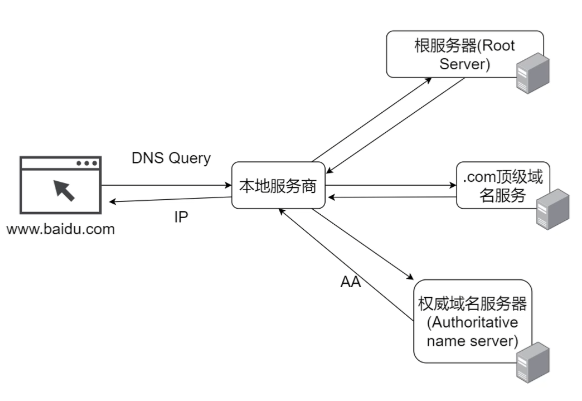 根服务器(Root
Server)
DNS Query
本地服务商
.com顶级域
名服务
IP
www.baidu.com
AA
权威域名服务器
(Authoritative
name server)